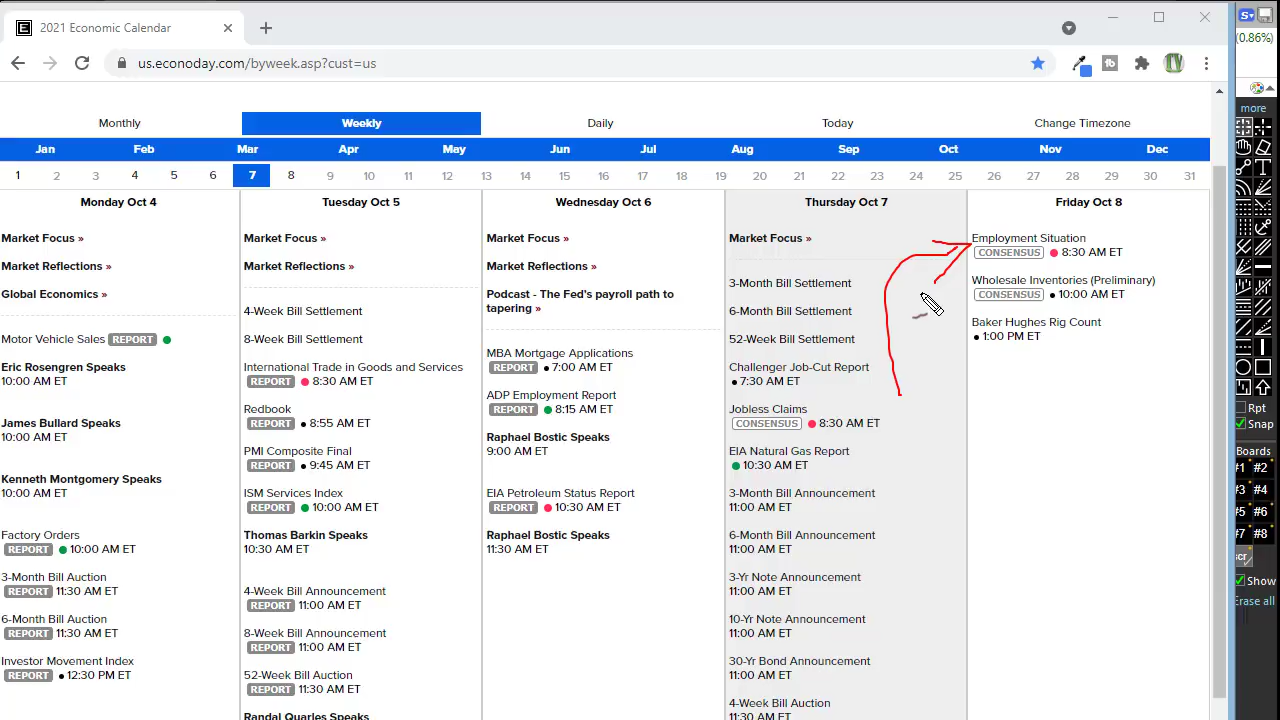 2021 Economic Calendar
us.econoday.com/byweek.asp?cust=us
(0.86%)
Monthly Weekly Daily Today Change Timezone
more
Jan Feb Mar Apr May Jun Jul Aug Sep Oct Nov Dec
1 2 3 4 5 6 7 8 9 10 11 12 13 14 15 16 17 18 19 20 21 22 23 24 25 26 27 28 29 30 31
Monday Oct 4
Market Focus »
Market Reflections »
Global Economics »
Motor Vehicle Sales REPORT
Eric Rosengren Speaks
10:00 AM ET
James Bullard Speaks
10:00 AM ET
Kenneth Montgomery Speaks
10:00 AM ET
Factory Orders
REPORT 10:00 AM ET
3-Month Bill Auction
REPORT 11:30 AM ET
6-Month Bill Auction
REPORT 11:30 AM ET
Investor Movement Index
REPORT 12:30 PM ET
Tuesday Oct 5
Market Focus »
Market Reflections »
4-Week Bill Settlement
8-Week Bill Settlement
International Trade in Goods and Services
REPORT 8:30 AM ET
Redbook
REPORT 8:55 AM ET
PMI Composite Final
REPORT 9:45 AM ET
ISM Services Index
REPORT 10:00 AM ET
Thomas Barkin Speaks
10:30 AM ET
4-Week Bill Announcement
REPORT 11:00 AM ET
8-Week Bill Announcement
REPORT 11:00 AM ET
52-Week Bill Auction
REPORT 11:30 AM ET
Randal Quarles Speaks
Wednesday Oct 6
Market Focus »
Market Reflections »
Podcast - The Fed's payroll path to
tapering »
MBA Mortgage Applications
REPORT 7:00 AM ET
ADP Employment Report
REPORT 8:15 AM ET
Raphael Bostic Speaks
9:00 AM ET
EIA Petroleum Status Report
REPORT 10:30 AM ET
Raphael Bostic Speaks
11:30 AM ET
Thursday Oct 7
Market Focus »
3-Month Bill Settlement
6-Month Bill Settlement
52-Week Bill Settlement
Challenger Job-Cut Report
7:30 AM ET
Jobless Claims
CONSENSUS 8:30 AM ET
EIA Natural Gas Report
10:30 AM ET
3-Month Bill Announcement
11:00 AM ET
6-Month Bill Announcement
11:00 AM ET
3-Yr Note Announcement
11:00 AM ET
10-Yr Note Announcement
11:00 AM ET
30-Yr Bond Announcement
11:00 AM ET
4-Week Bill Auction
11:30 AM ET
Friday Oct 8
Employment Situation
CONSENSUS 8:30 AM ET
Wholesale Inventories (Preliminary)
CONSENSUS 10:00 AM ET
Baker Hughes Rig Count
1:00 PM ET
Rpt
Snap
Boards
#1 #2
#3 #4
#5 #6
#7 #8
scr
Show
Erase all